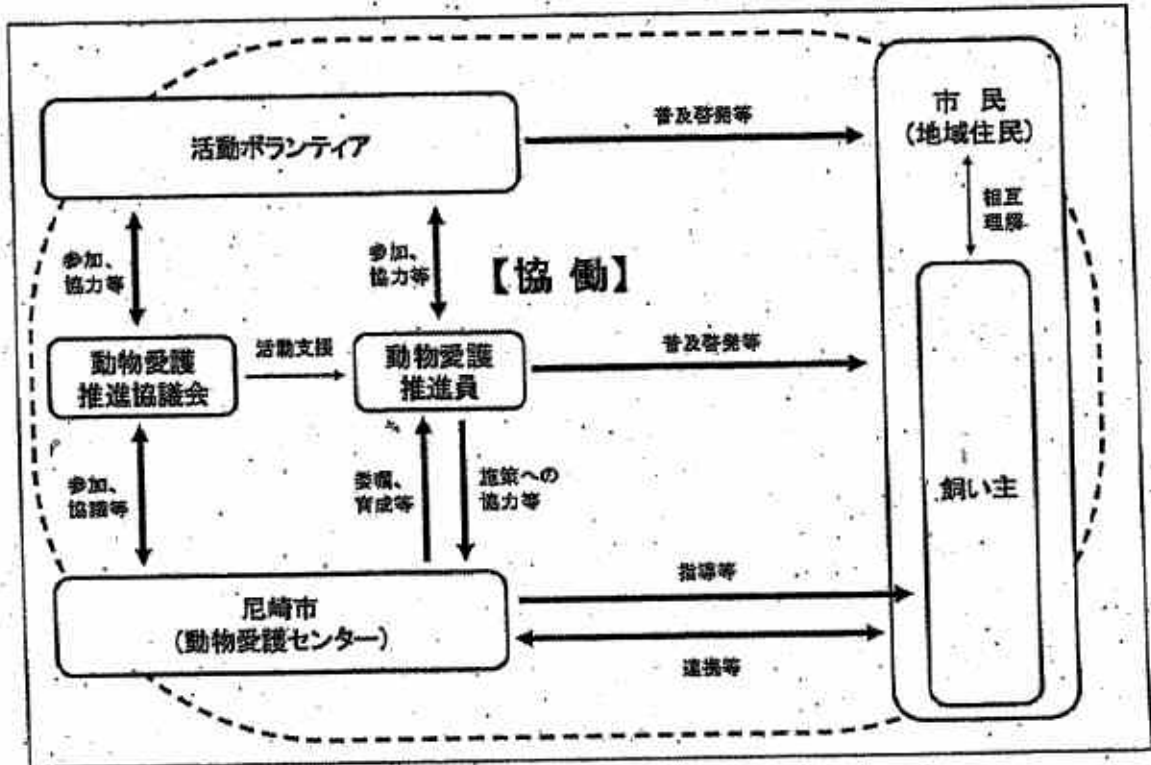 活動ボランティア
普及啓発等
市民
(地域住民)
相互
理解
参加、
協力等
参加、
協力等
【協働】
動物愛護
推進協議会
活動支援
動物愛護
推進員
普及啓発等
参加、
協議等
委嘱、
育成等
施策への
協力等
飼い主
尼崎市
(動物愛護センター)
指導等
連携等